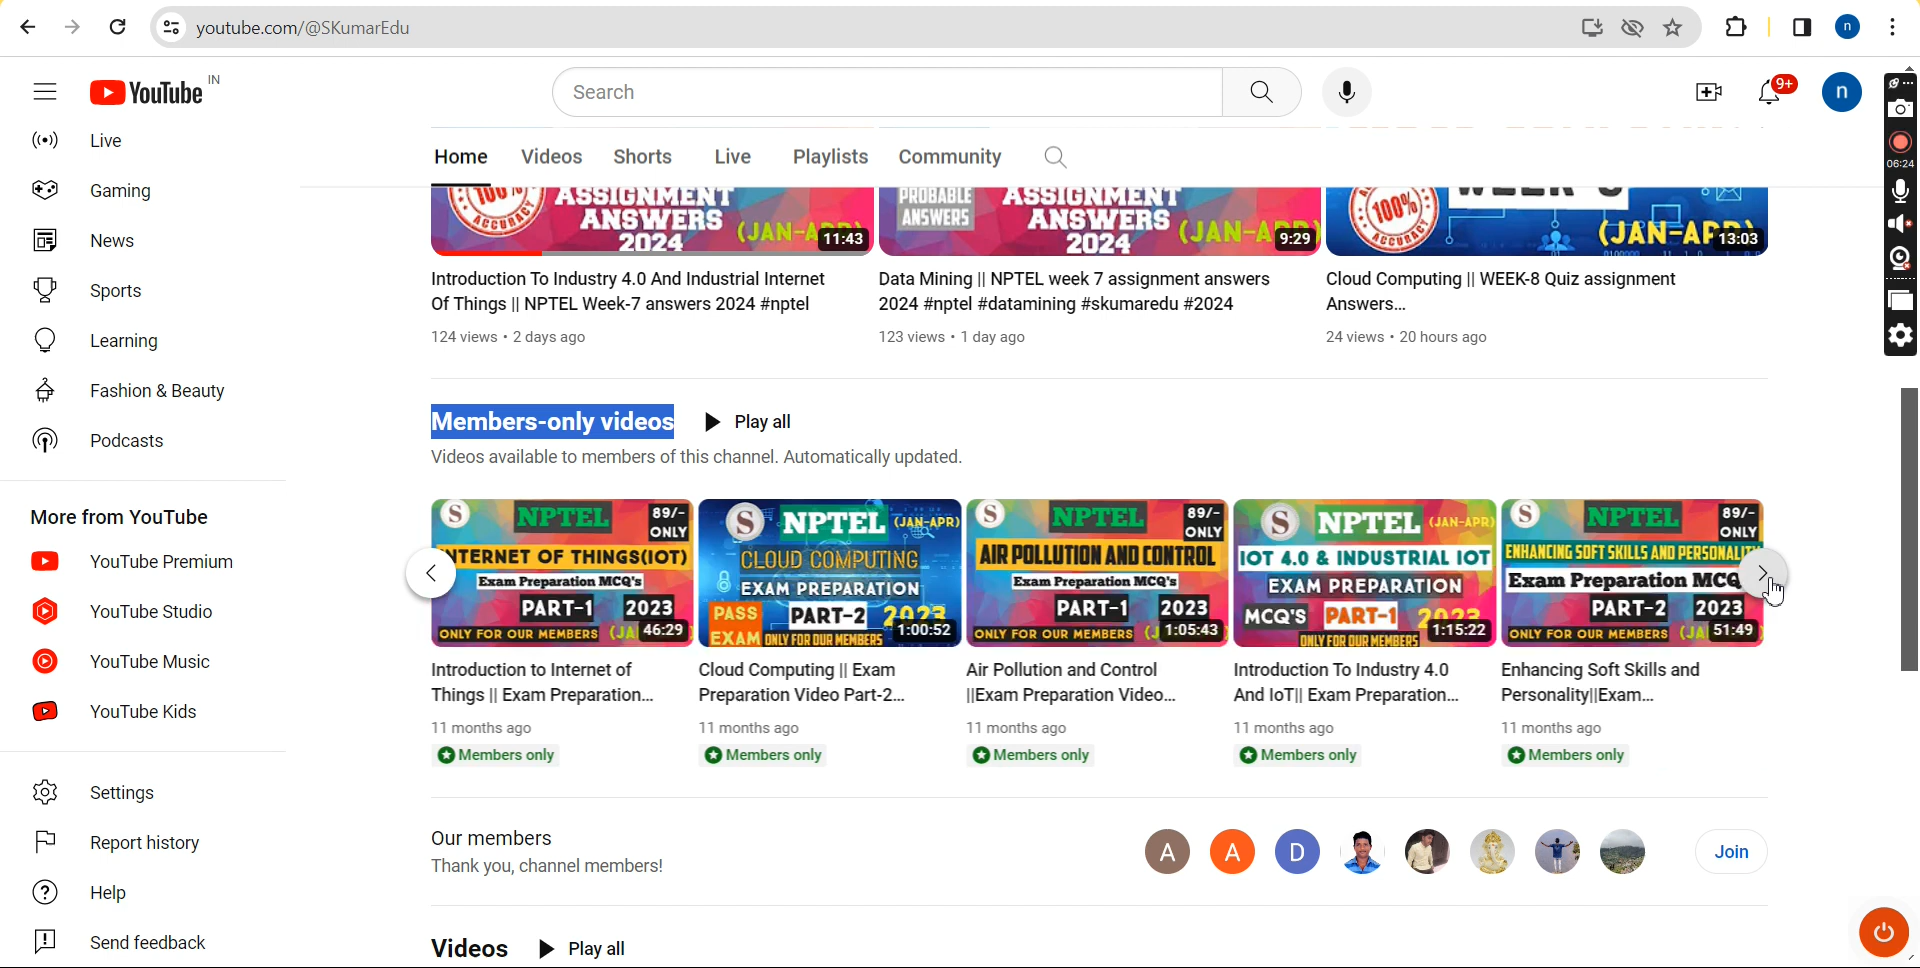 youtube.com/@SKumarEdu
YouTube IN
Search
9+
n
n
06:24
Live
Gaming
News
Sports
Learning
Fashion & Beauty
Podcasts
More from YouTube
YouTube Premium
YouTube Studio
YouTube Music
YouTube Kids
Settings
Report history
Help
Send feedback
Home Videos Shorts Live Playlists Community
100% ACCURACY
ASSIGNMENT
ANSWERS
2024
11:43
PROBABLE
ANSWERS
ASSIGNMENT
ANSWERS
2024
9:29
100%
13:03
Introduction To Industry 4.0 And Industrial Internet
Of Things || NPTEL Week-7 answers 2024 #nptel
124 views • 2 days ago
Data Mining || NPTEL week 7 assignment answers
2024 #nptel #datamining #skumaredu #2024
123 views • 1 day ago
Cloud Computing || WEEK-8 Quiz assignment
Answers...
24 views • 20 hours ago
Members-only videos Play all
Videos available to members of this channel. Automatically updated.
S NPTEL 89/-
ONLY
INTERNET OF THINGS(IOT)
Exam Preparation MCQ's
PART-1 2023
ONLY FOR OUR MEMBERS 46:29
Introduction to Internet of
Things || Exam Preparation...
11 months ago
Members only
S NPTEL (JAN-APR)
CLOUD COMPUTING
EXAM PREPARATION
PASS
EXAM
PART-2 2023
ONLY FOR OUR MEMBERS 1:00:52
Cloud Computing || Exam
Preparation Video Part-2...
11 months ago
Members only
S NPTEL 89/-
ONLY
AIR POLLUTION AND CONTROL
Exam Preparation MCQ's
PART-1 2023
ONLY FOR OUR MEMBERS 1:05:43
Air Pollution and Control
||Exam Preparation Video...
11 months ago
Members only
S NPTEL (JAN-APR)
IOT 4.0 & INDUSTRIAL IOT
EXAM PREPARATION
MCQ'S PART-1 2023
ONLY FOR OUR MEMBERS 1:15:22
Introduction To Industry 4.0
And IoT|| Exam Preparation...
11 months ago
Members only
S NPTEL 89/-
ONLY
ENHANCING SOFT SKILLS AND
Exam Preparation MCQ
PART-2 2023
ONLY FOR OUR MEMBERS 51:49
Enhancing Soft Skills and
Personality||Exam...
11 months ago
Members only
Our members
Thank you, channel members!
A A D
Join
Videos Play all